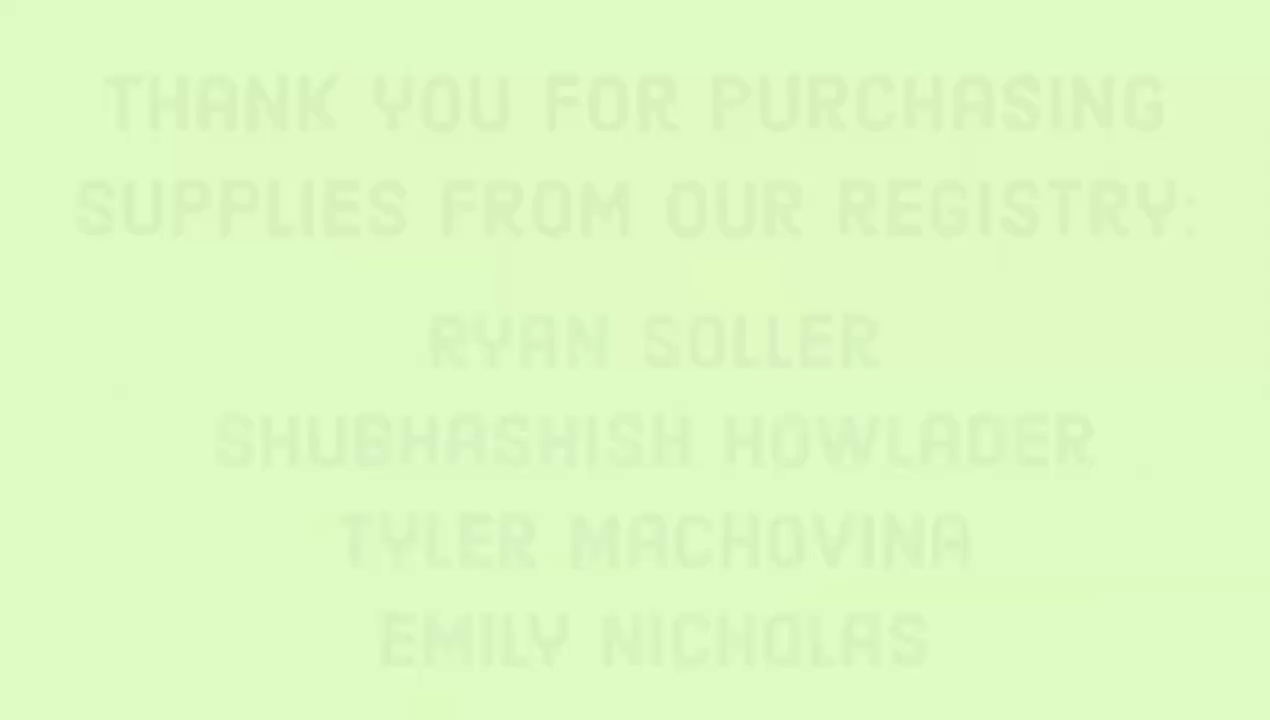 THANK YOU FOR PURCHASING
SUPPLIES FROM OUR REGISTRY:
RYAN SOLLER
SHUBHASHISH HOWLADER
TYLER MACHOVINA
EMILY NICHOLAS